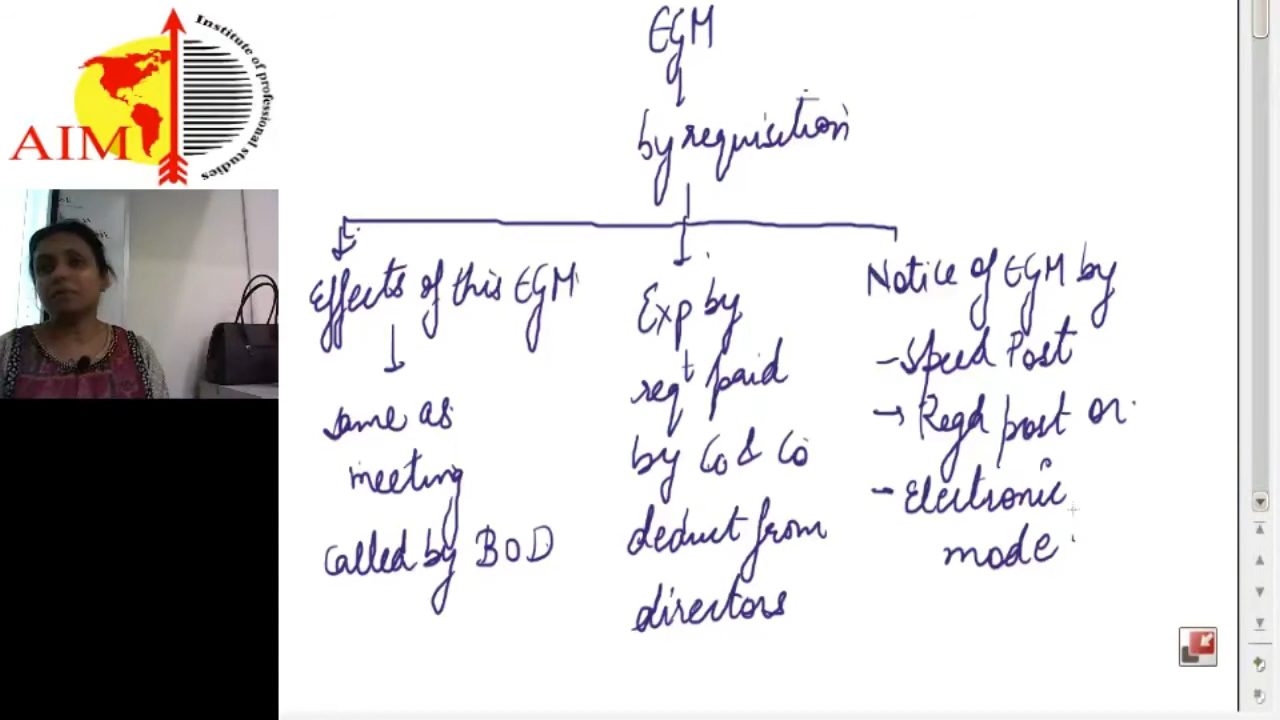 AIM
Institute of professional studies
EGM
by requisition
Effects of this EGM
same as
meeting
called by BOD
Exp by
reqt paid
by Co & Co
deduct from
directors
Notice of EGM by
- Speed Post
→ Regd post or
- Electronic
mode